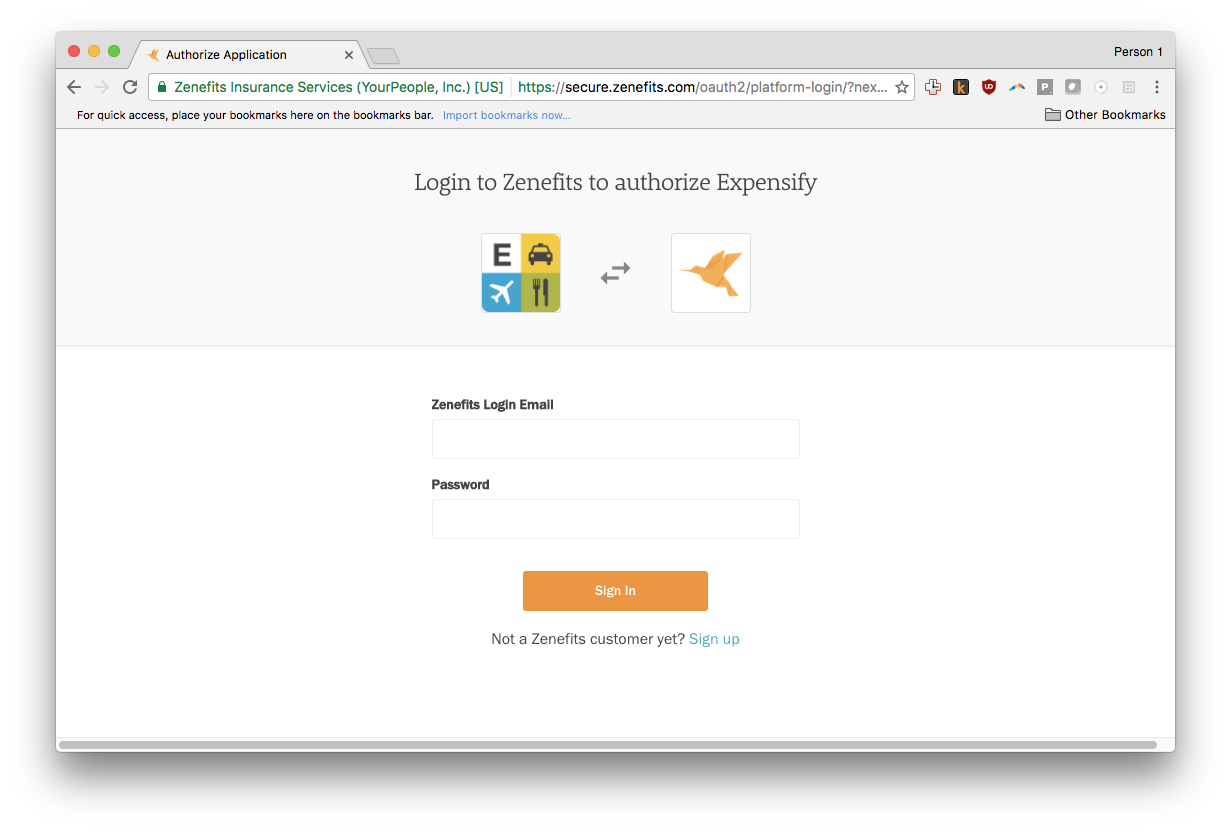 Authorize Application
Person 1
Zenefits Insurance Services (YourPeople, Inc.) [US] https://secure.zenefits.com/oauth2/platform-login/?nex...
For quick access, place your bookmarks here on the bookmarks bar. Import bookmarks now... Other Bookmarks
Login to Zenefits to authorize Expensify
E
Zenefits Login Email
Password
Sign In
Not a Zenefits customer yet? Sign up